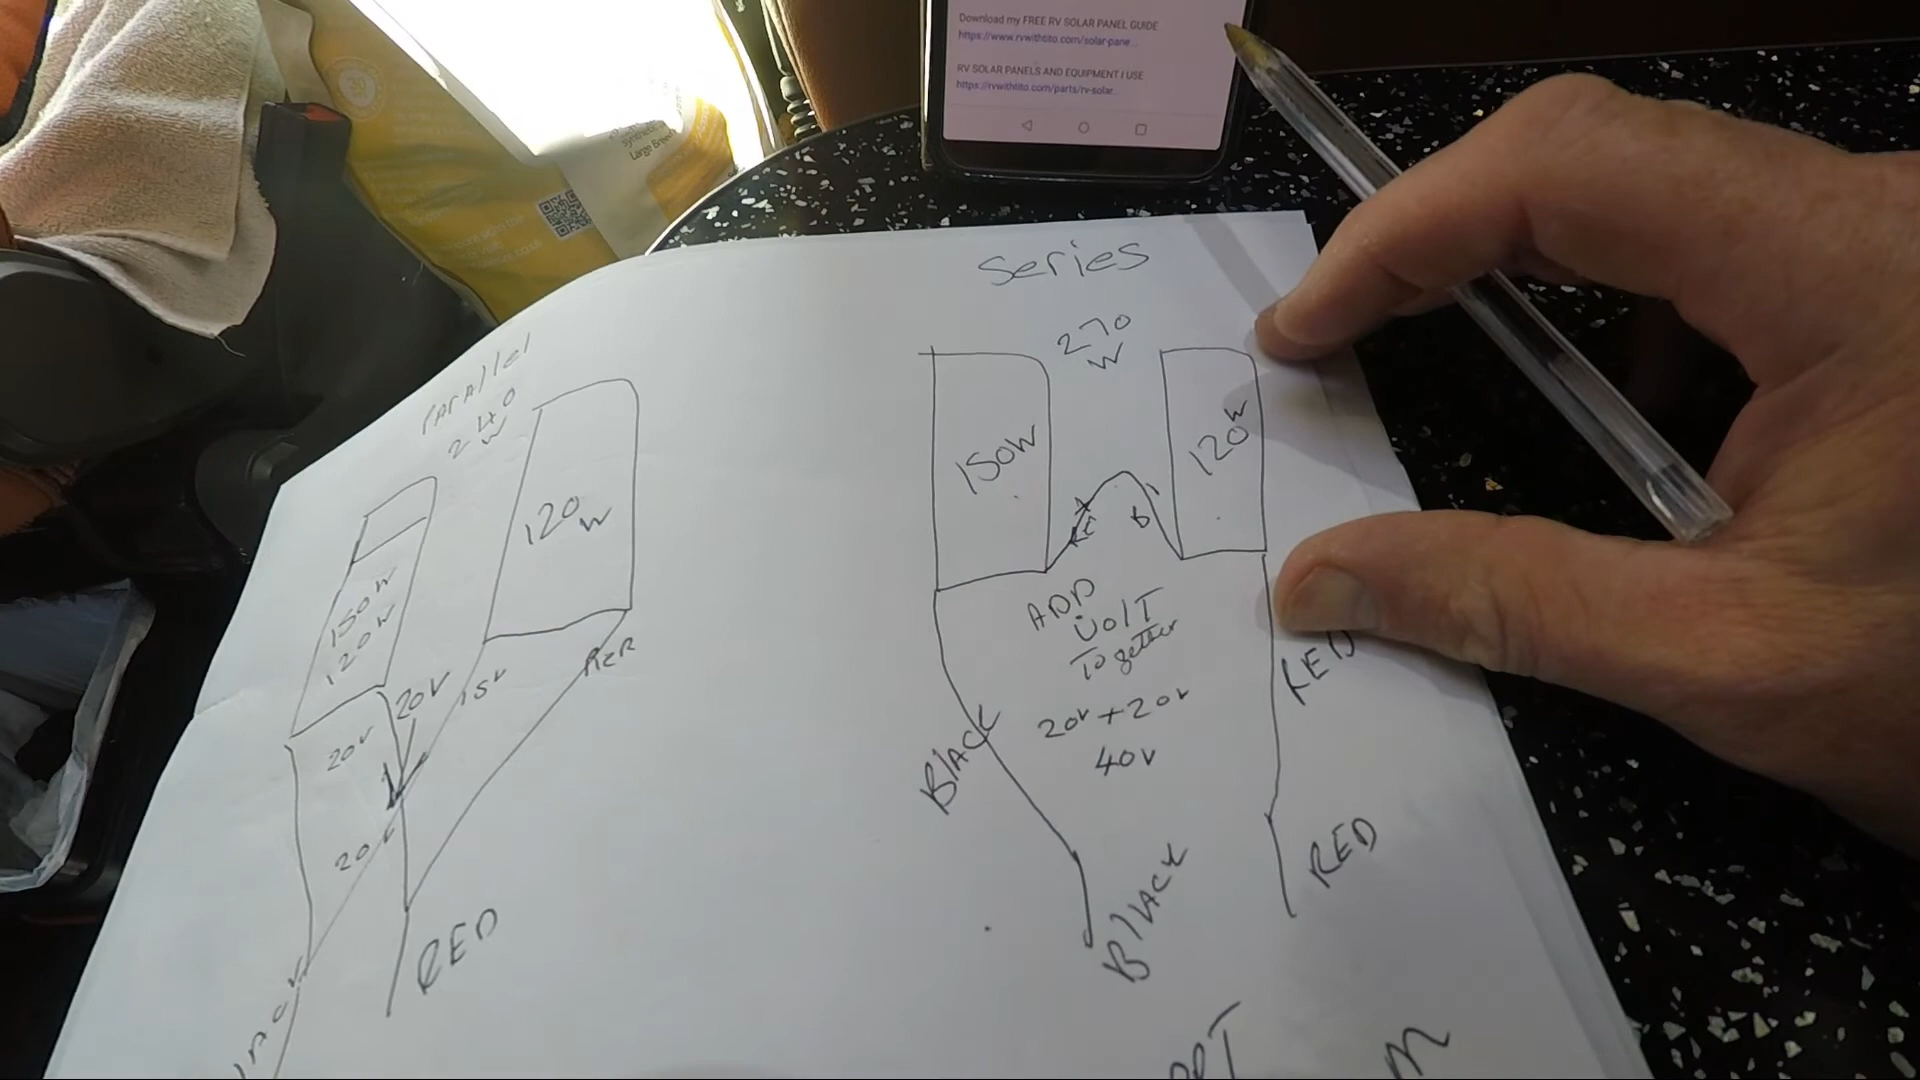 Download my FREE RV SOLAR PANEL GUIDE
https://www.rvwithtito.com/solar-pane...
RV SOLAR PANELS AND EQUIPMENT I USE
https://rvwithtito.com/parts/rv-solar...
Large Breed
Parallel
240
W
150W
120W
120
W
20V
20V
15V
20V
RED
Series
270
W
150W
120W
B
ADD
VolT
Together
20V + 20V
40V
BlACK
RED
BlACK
RED